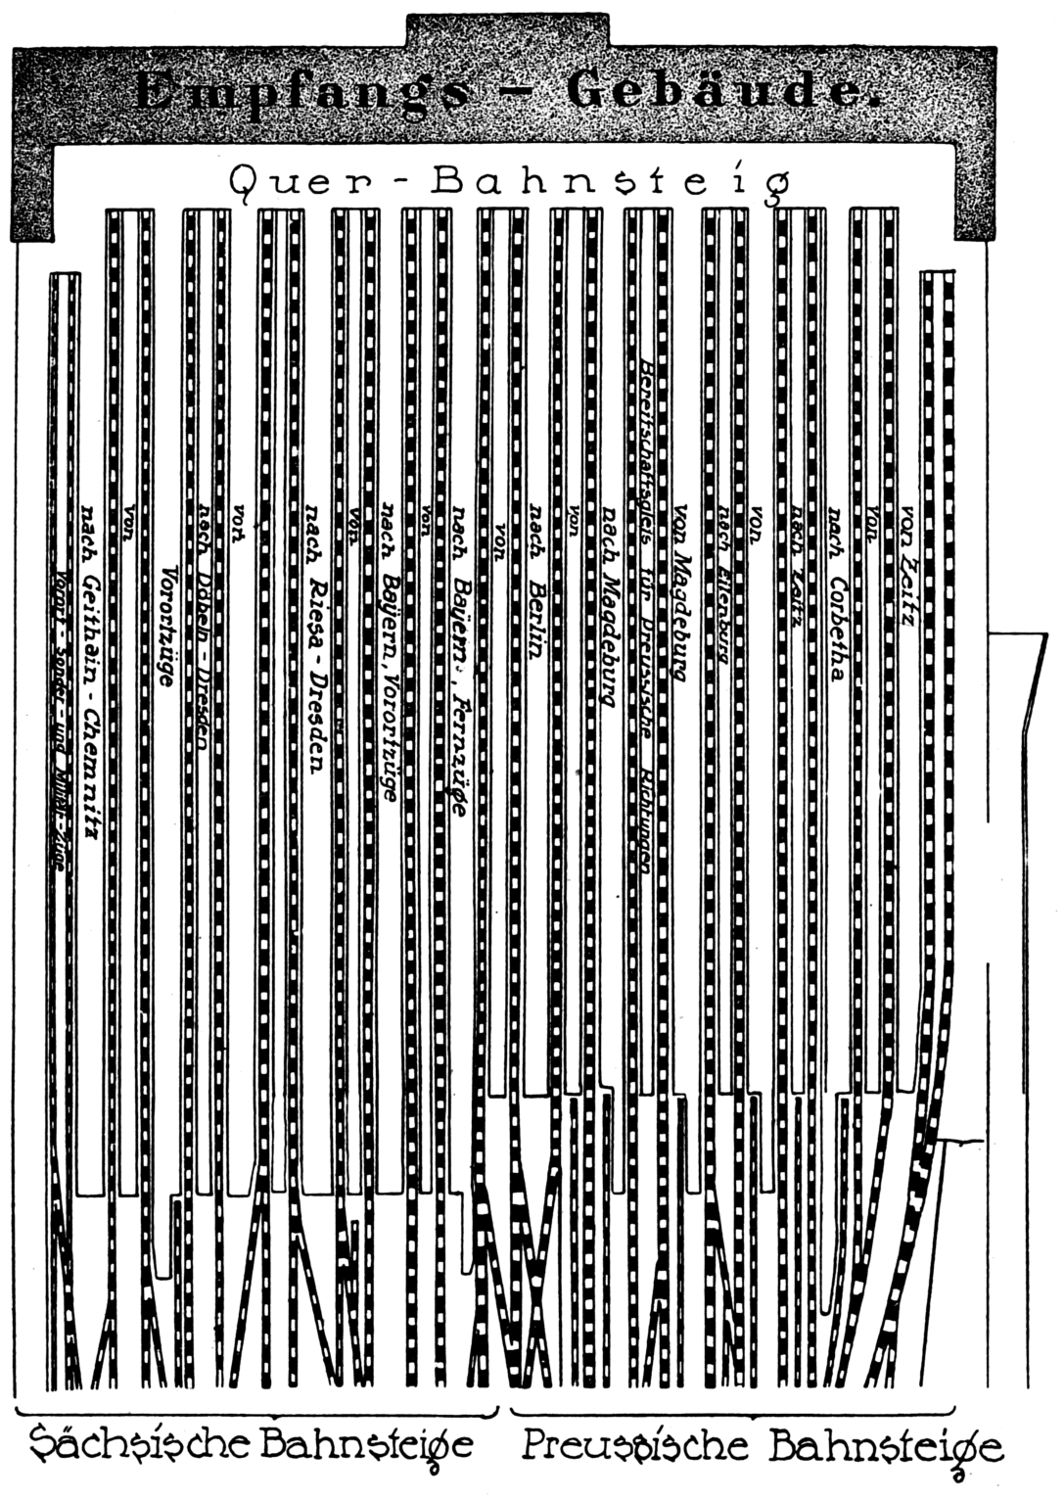 Empfangs - Gebäude.
Quer-Bahnsteig
Vorort-Sonder-und Militär-Züge
nach Geithain-Chemnitz
von
Vorortzüge
nach Döbeln-Dresden
von
nach Riesa-Dresden
von
nach Bayern, Vorortzüge
von
nach Bayern, Fernzüge
von
nach Berlin
von
nach Magdeburg
Bereitschaftsgleis für preussische Richtungen
von Magdeburg
nach Eilenburg
von
nach Zeitz
nach Corbetha
von
von Zeitz
Sächsische Bahnsteige
Preussische Bahnsteige